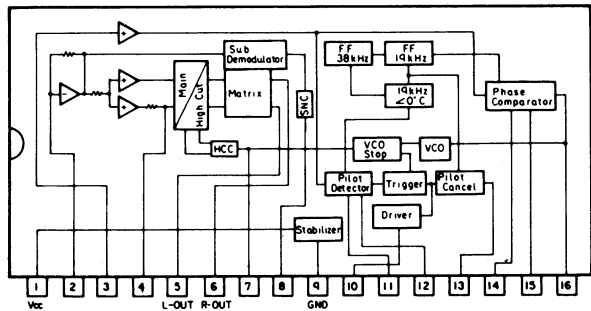 +
Sub
Demodulator
FF
38kHz
FF
19kHz
-
+
+
Main
High Cut
Matrix
SNC
19kHz
∠0°C
Phase
Comparator
HCC
VCO
Stop
VCO
Pilot
Detector
Trigger
Pilot
Cancel
Driver
Stabilizer
1 2 3 4 5 6 7 8 9 10 11 12 13 14 15 16
Vcc L-OUT R-OUT GND